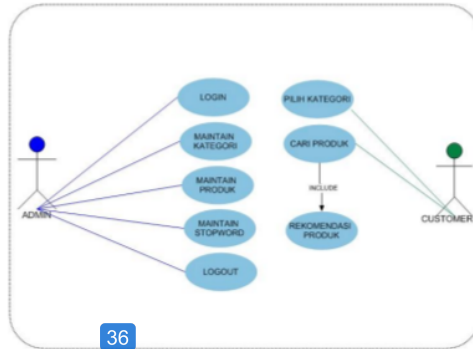 LOGIN
PILIH KATEGORI
MAINTAIN
KATEGORI
CARI PRODUK
MAINTAIN
PRODUK
INCLUDE
ADMIN
CUSTOMER
MAINTAIN
STOPWORD
REKOMENDASI
PRODUK
LOGOUT
36